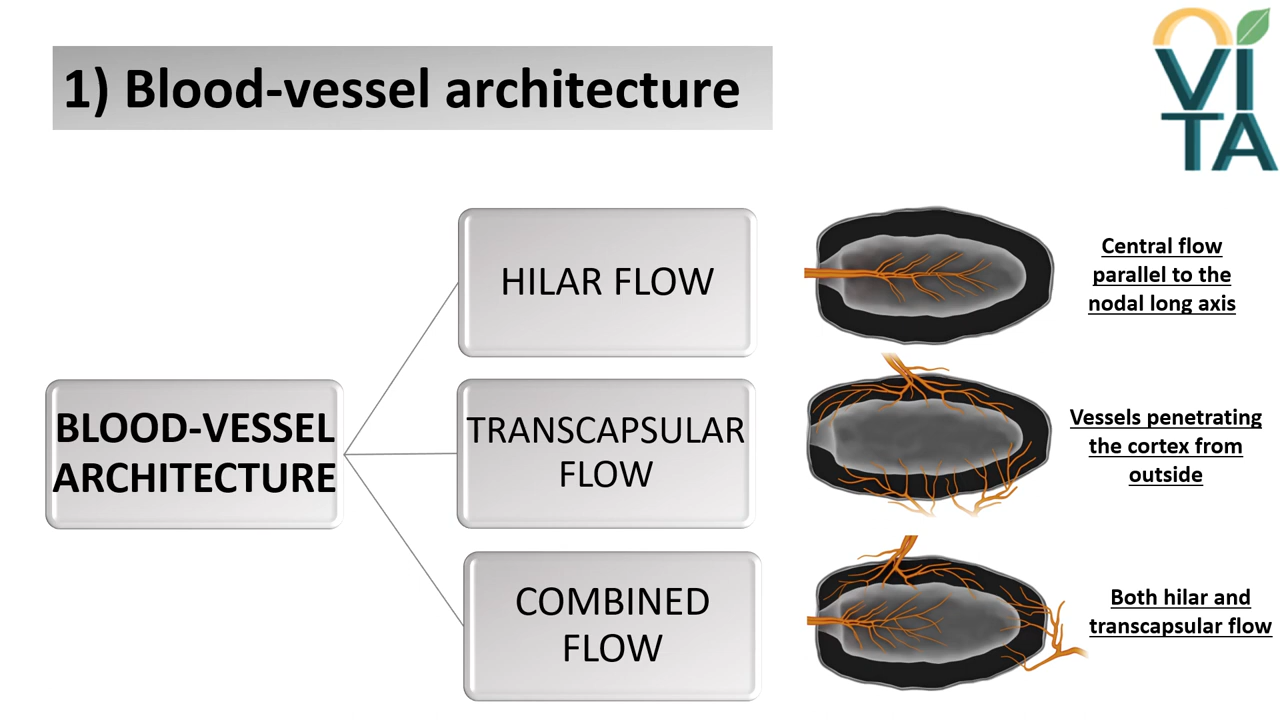 1) Blood-vessel architecture
VI
TA
BLOOD-VESSEL
ARCHITECTURE
HILAR FLOW
Central flow
parallel to the
nodal long axis
TRANSCAPSULAR
FLOW
Vessels penetrating
the cortex from
outside
COMBINED
FLOW
Both hilar and
transcapsular flow